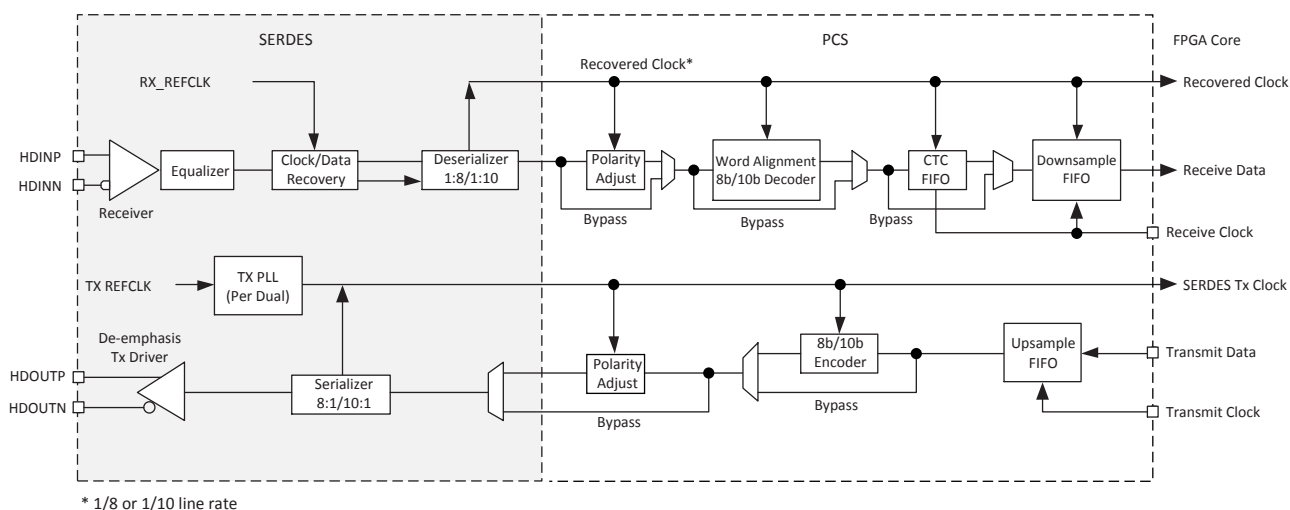 SERDES
PCS
FPGA Core
RX_REFCLK
Recovered Clock*
Recovered Clock
HDINP
HDINN
Receiver
Equalizer
Clock/Data
Recovery
Deserializer
1:8/1:10
Polarity
Adjust
Bypass
Word Alignment
8b/10b Decoder
Bypass
CTC
FIFO
Bypass
Downsample
FIFO
Receive Data
Receive Clock
TX REFCLK
TX PLL
(Per Dual)
SERDES Tx Clock
De-emphasis
Tx Driver
HDOUTP
HDOUTN
Serializer
8:1/10:1
Polarity
Adjust
Bypass
8b/10b
Encoder
Bypass
Upsample
FIFO
Transmit Data
Transmit Clock
* 1/8 or 1/10 line rate